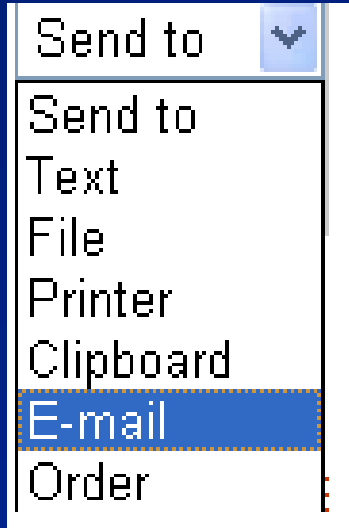 Send to
Send to
Text
File
Printer
Clipboard
E-mail
Order